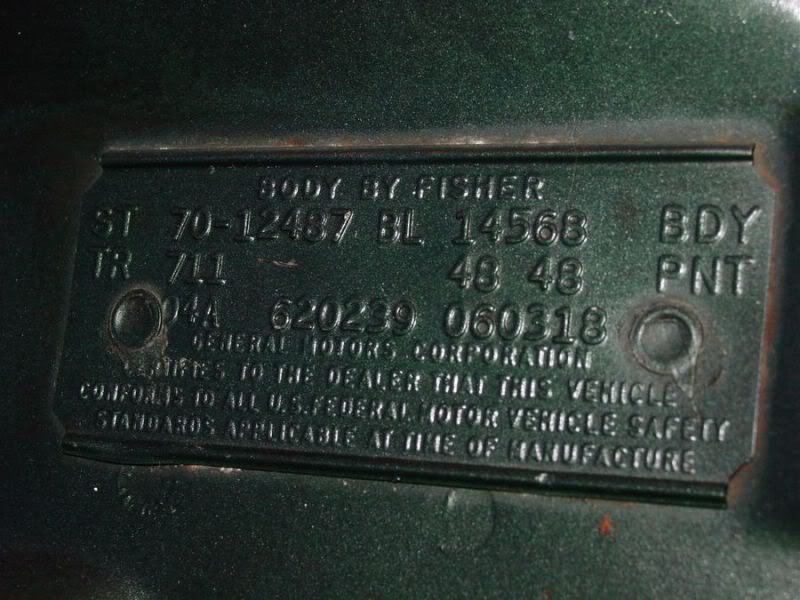 BODY BY FISHER
ST 70-12487 BL 14568 BDY
TR 711 48 48 PNT
04A 620239 060318
GENERAL MOTORS CORPORATION
CERTIFIES TO THE DEALER THAT THIS VEHICLE
CONFORMS TO ALL U.S. FEDERAL MOTOR VEHICLE SAFETY
STANDARDS APPLICABLE AT TIME OF MANUFACTURE